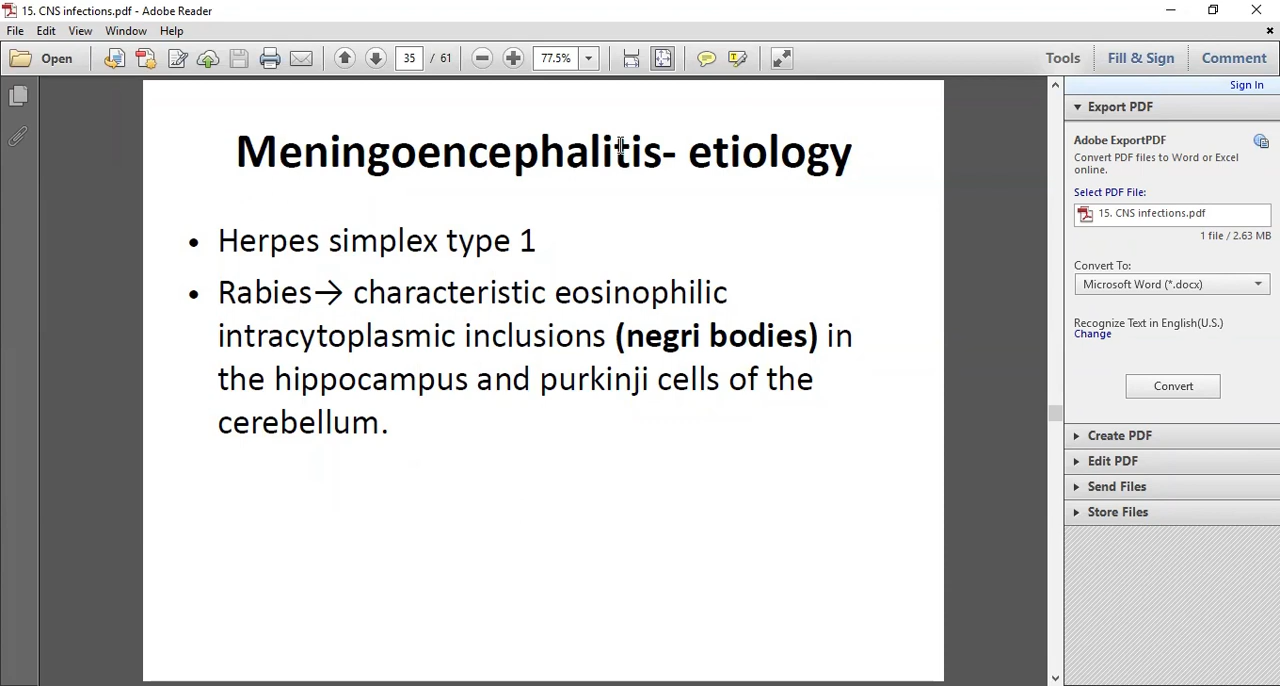 15. CNS infections.pdf - Adobe Reader
File Edit View Window Help
Open 35 / 61 77.5% Tools Fill & Sign Comment
Sign In
Meningoencephalitis- etiology
• Herpes simplex type 1
• Rabies→ characteristic eosinophilic
intracytoplasmic inclusions (negri bodies) in
the hippocampus and purkinji cells of the
cerebellum.
Export PDF
Adobe ExportPDF
Convert PDF files to Word or Excel
online.
Select PDF File:
15. CNS infections.pdf
1 file / 2.63 MB
Convert To:
Microsoft Word (*.docx)
Recognize Text in English(U.S.)
Change
Convert
Create PDF
Edit PDF
Send Files
Store Files